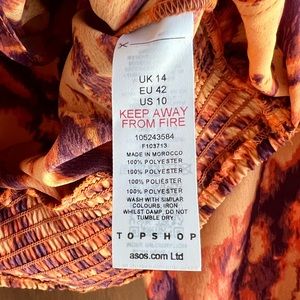 UK 14
EU 42
US 10
KEEP AWAY
FROM FIRE
105243584
F103713
MADE IN MOROCCO
100% POLYESTER
100% POLYESTER
100% POLIESTER
100% POLYESTER
WASH WITH SIMILAR
COLOURS, IRON
WHILST DAMP, DO NOT
TUMBLE DRY
TOPSHOP
asos.com Ltd